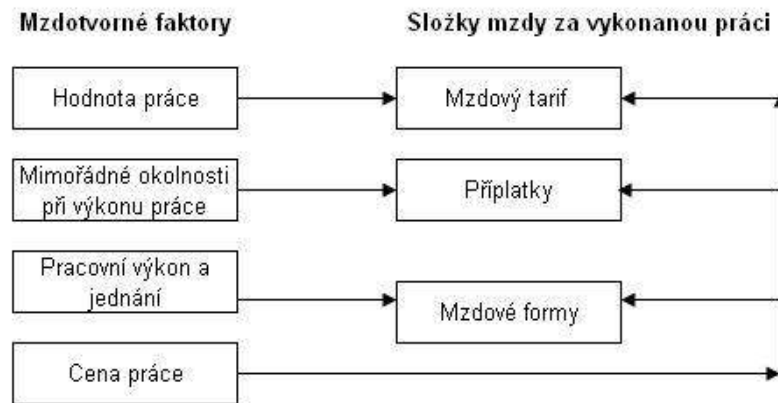 Mzdotvorné faktory
Složky mzdy za vykonanou práci
Hodnota práce
Mzdový tarif
Mimořádné okolnosti
při výkonu práce
Příplatky
Pracovní výkon a
jednání
Mzdové formy
Cena práce